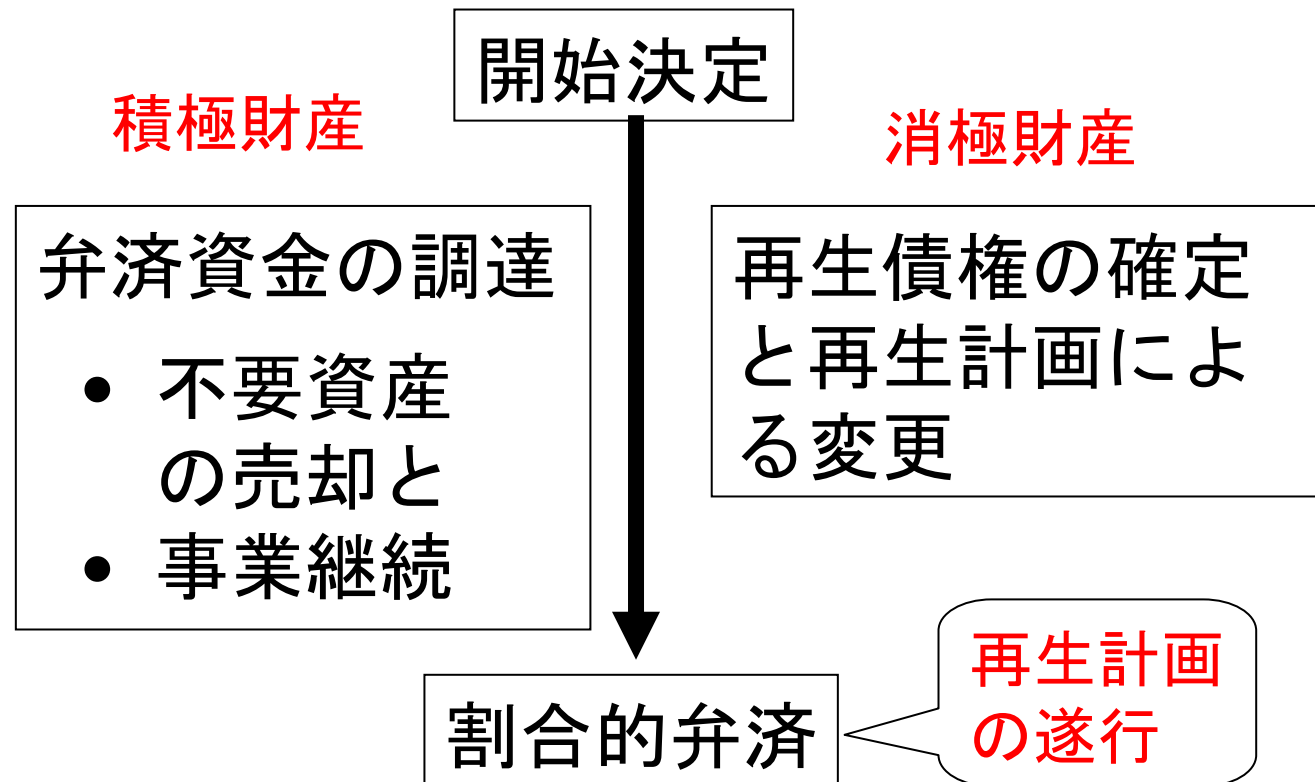 開始決定
積極財産
消極財産
弁済資金の調達
• 不要資産
の売却と
• 事業継続
再生債権の確定
と再生計画によ
る変更
割合的弁済
再生計画
の遂行